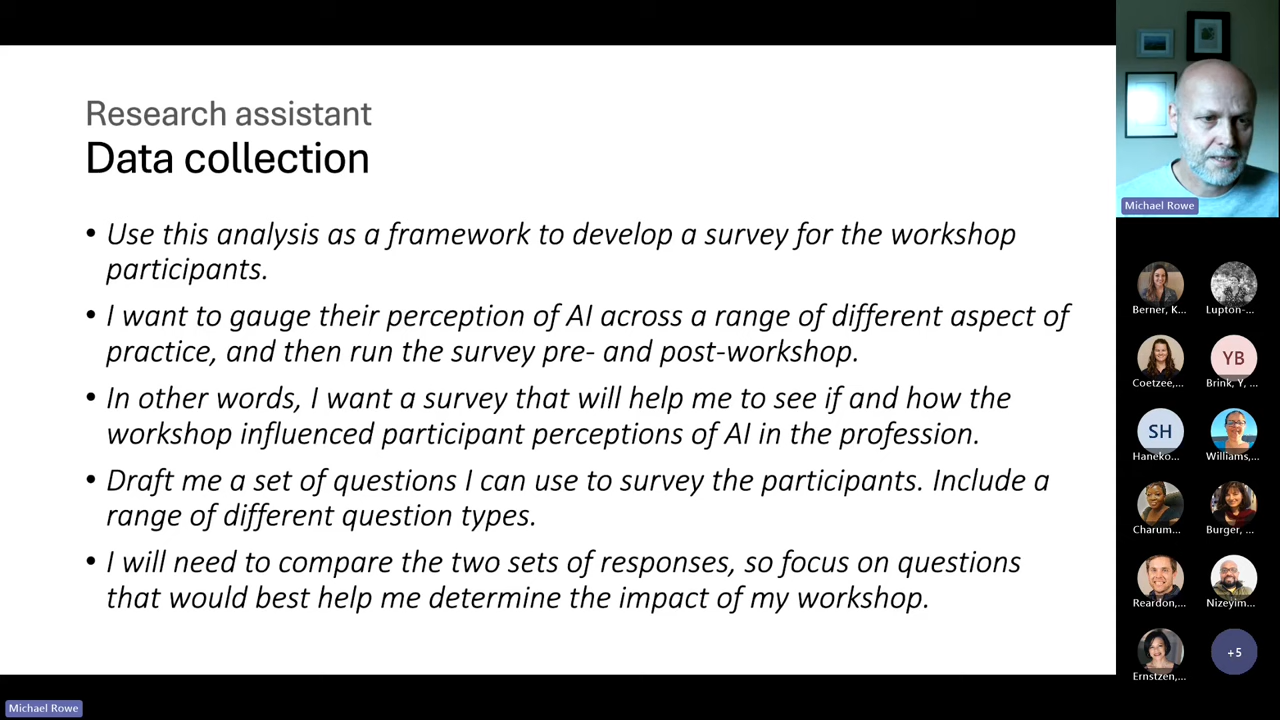 Research assistant
Data collection
• Use this analysis as a framework to develop a survey for the workshop
participants.
• I want to gauge their perception of AI across a range of different aspect of
practice, and then run the survey pre- and post-workshop.
• In other words, I want a survey that will help me to see if and how the
workshop influenced participant perceptions of AI in the profession.
• Draft me a set of questions I can use to survey the participants. Include a
range of different question types.
• I will need to compare the two sets of responses, so focus on questions
that would best help me determine the impact of my workshop.
Michael Rowe
Berner, K...
Lupton-...
Coetzee,...
YB
Brink, Y, ...
SH
Haneko...
Williams,...
Charum...
Burger, ...
Reardon,...
Nizeyim...
Ernstzen,...
+5
Michael Rowe